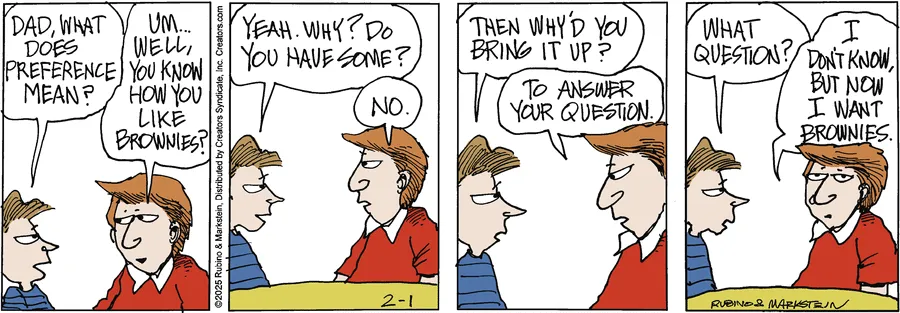 DAD, WHAT
DOES
PREFERENCE
MEAN?
UM...
WELL,
YOU KNOW
HOW YOU
LIKE
BROWNIES?
©2025 Rubino & Markstein, Distributed by Creators Syndicate, Inc. Creators.com
YEAH. WHY? DO
YOU HAVE SOME?
NO.
2-1
THEN WHY'D YOU
BRING IT UP?
TO ANSWER
YOUR QUESTION.
WHAT
QUESTION?
I
DON'T KNOW,
BUT NOW
I WANT
BROWNIES.
RUBINO & MARKSTEIN